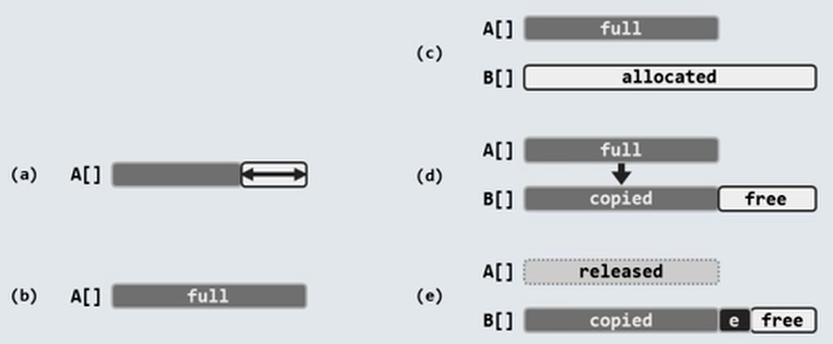 (a) A[]
(b) A[] full
(c)
A[] full
B[] allocated
(d)
A[] full
B[] copied free
(e)
A[] released
B[] copied e free